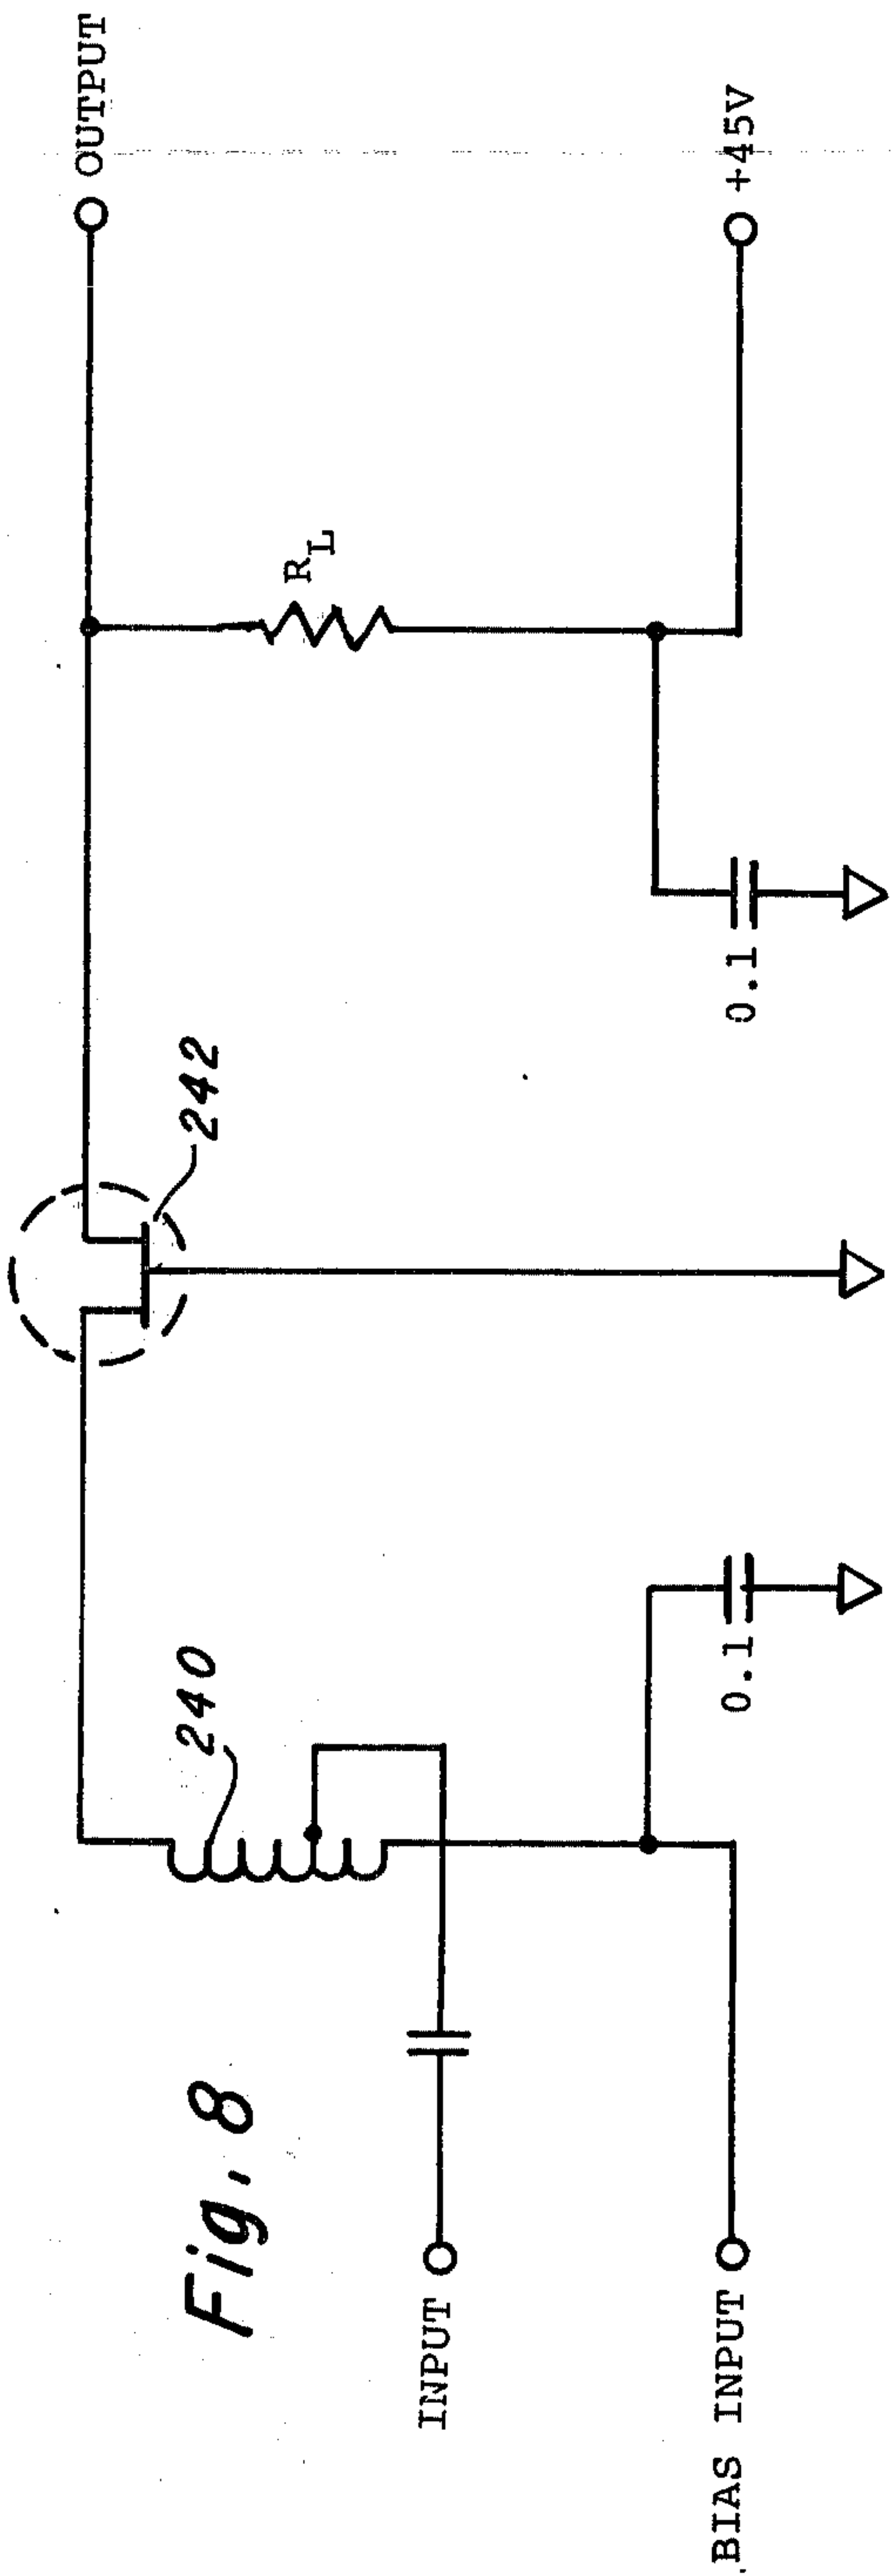 Fig. 8
240
242
OUTPUT
R_L
INPUT
0.1
0.1
BIAS INPUT
+45V